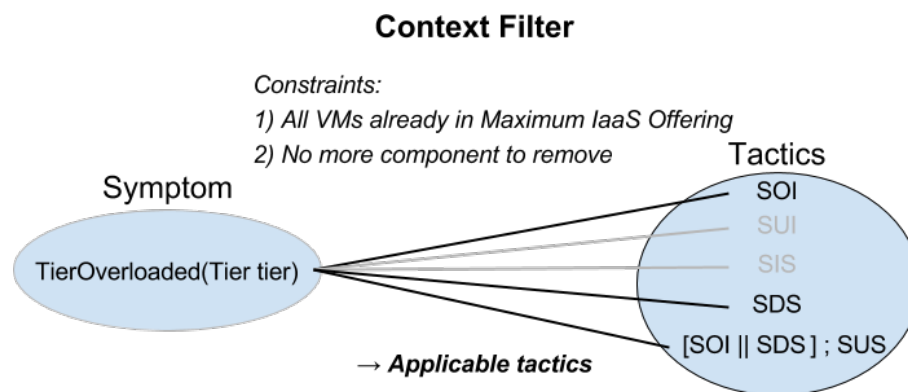 Context Filter
Constraints:
1) All VMs already in Maximum IaaS Offering
2) No more component to remove
Tactics
Symptom
SOI
SUI
SIS
TierOverloaded(Tier tier)
SDS
[SOI || SDS] ; SUS
→ Applicable tactics